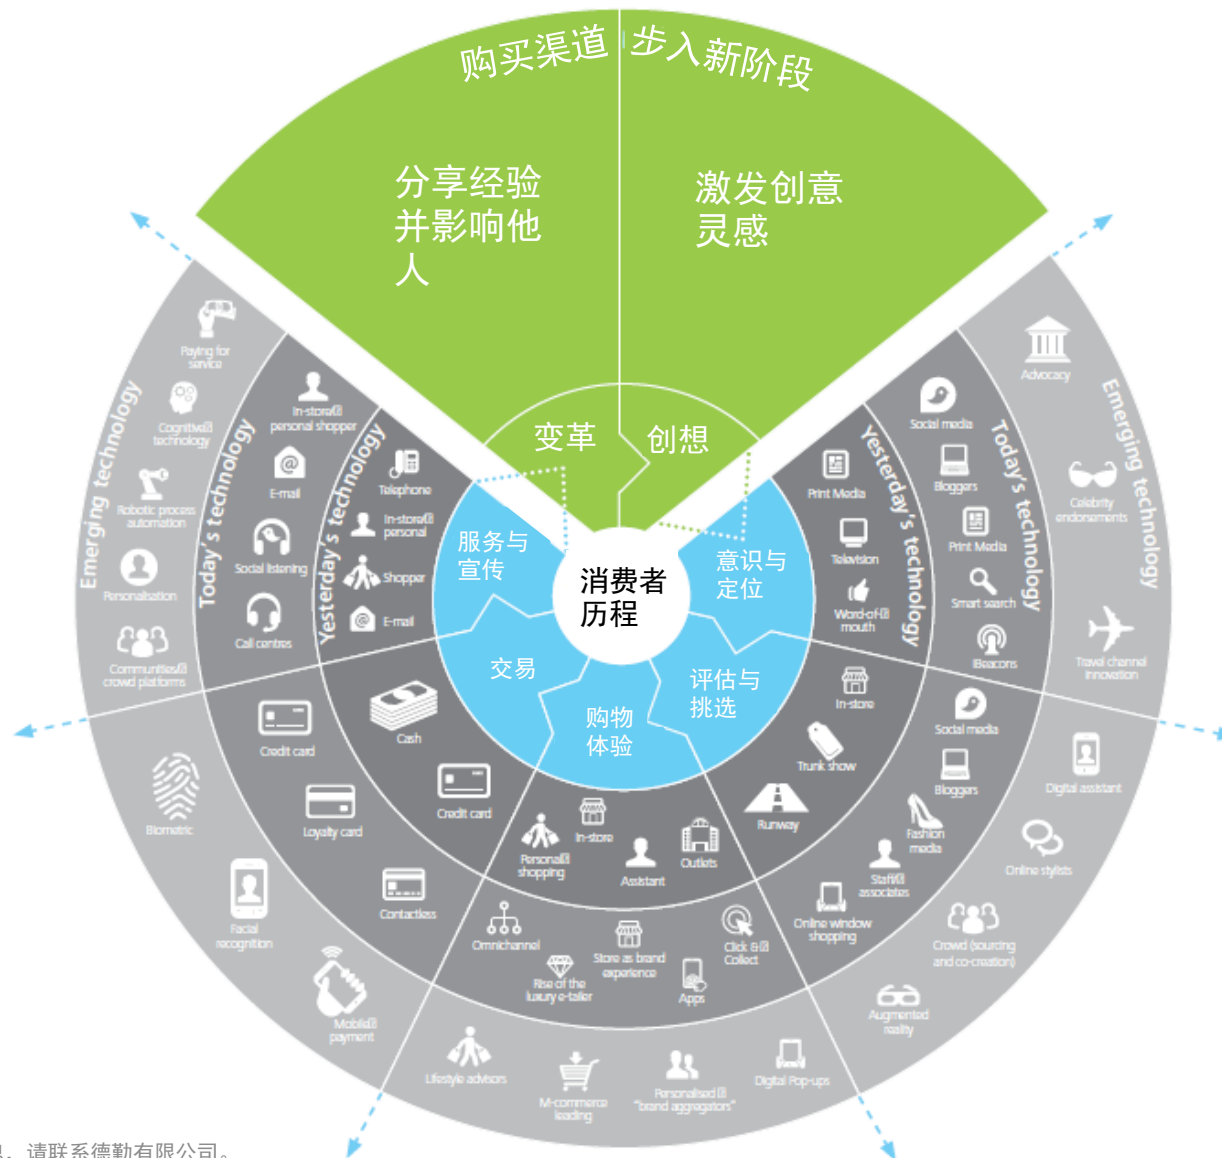 购买渠道
步入新阶段
分享经验
并影响他
人
激发创意
灵感
变革
创想
消费者
历程
服务与
宣传
意识与
定位
交易
评估与
挑选
购物
体验
Emerging technology
Paying for
service
Cognitive
technology
Robotic process
automation
Personalisation
Communities/
crowd platforms
Today's technology
In-store
personal shopper
E-mail
Social listening
Call centres
Yesterday's technology
Telephone
In-store
personal
Shopper
E-mail
Yesterday's technology
Print Media
Television
Word-of-
mouth
Today's technology
Social media
Bloggers
Print Media
Smart search
iBeacons
Emerging technology
Advocacy
Celebrity
endorsements
Travel channel
innovation
Cash
Credit card
Credit card
Loyalty card
Contactless
Biometric
Facial
recognition
Mobile
payment
In-store
Personal
shopping
Assistant
Outlets
Omnichannel
Rise of the
luxury e-tailer
Store as brand
experience
Apps
Click &
Collect
Lifestyle advisors
M-commerce
leading
Personalised
"brand aggregators"
Digital Pop-ups
In-store
Trunk show
Runway
Social media
Bloggers
Fashion
media
Staff/
associates
Online window
shopping
Digital assistant
Online stylists
Crowd (sourcing
and co-creation)
Augmented
reality
请联系德勤有限公司。